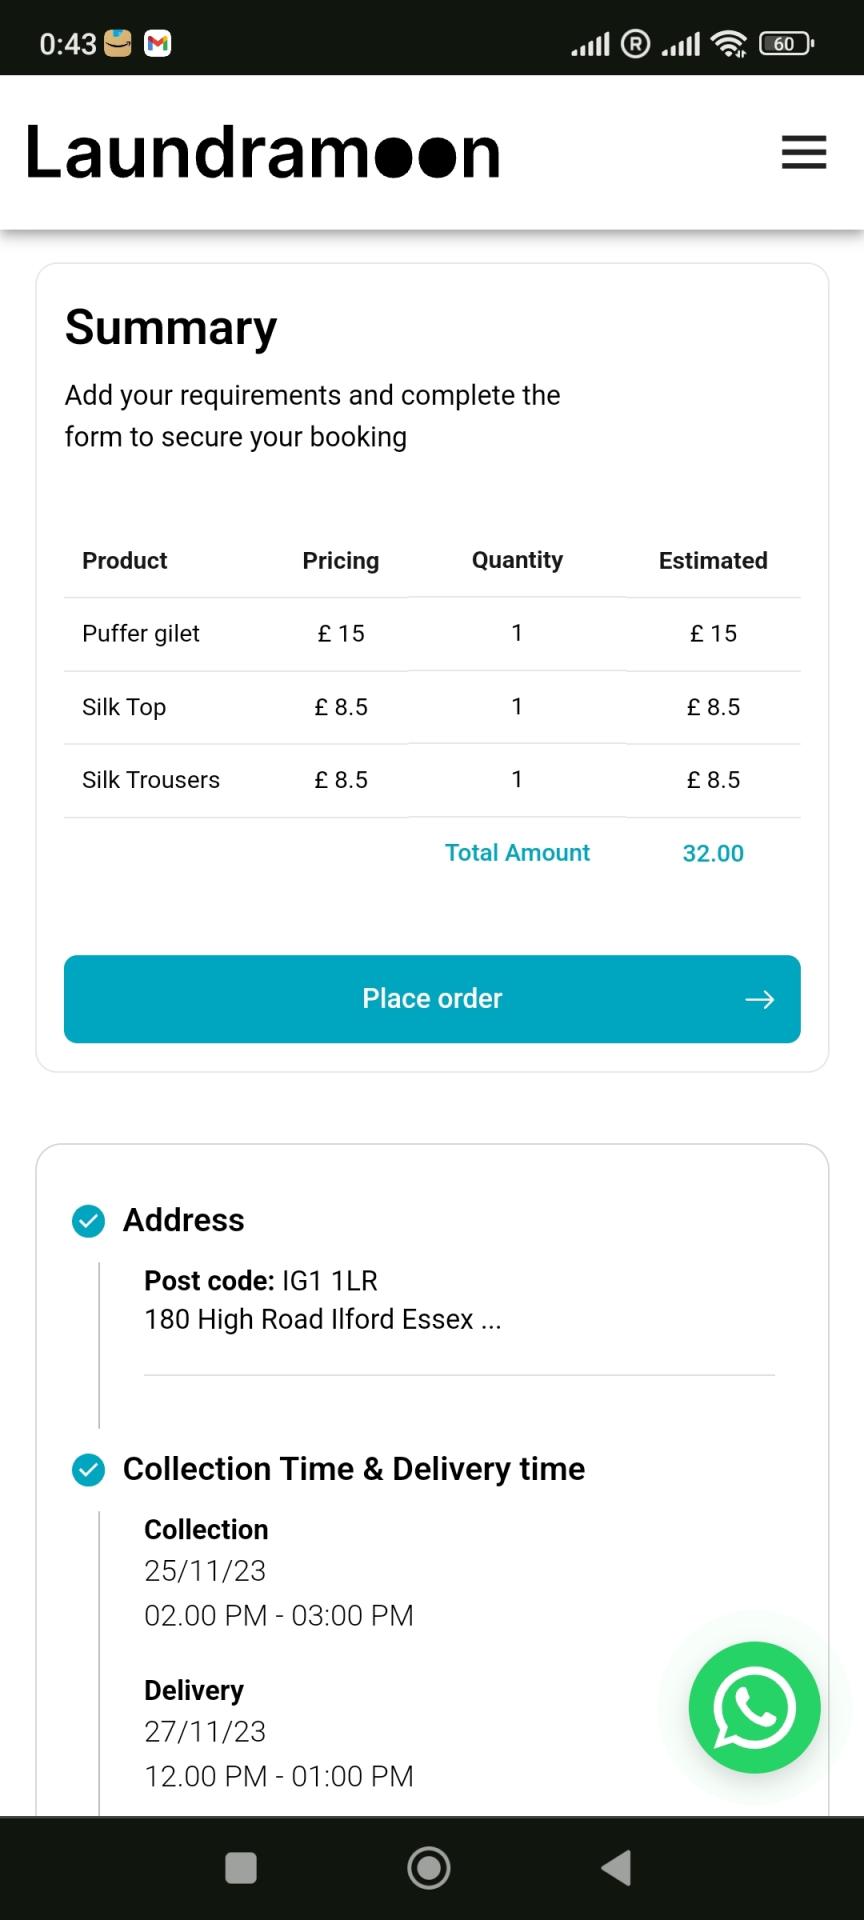 0:43
R
60
Laundramoon
Summary
Add your requirements and complete the
form to secure your booking
Product Pricing Quantity Estimated
Puffer gilet £ 15 1 £ 15
Silk Top £ 8.5 1 £ 8.5
Silk Trousers £ 8.5 1 £ 8.5
Total Amount 32.00
Place order
Address
Post code: IG1 1LR
180 High Road Ilford Essex ...
Collection Time & Delivery time
Collection
25/11/23
02.00 PM - 03:00 PM
Delivery
27/11/23
12.00 PM - 01:00 PM